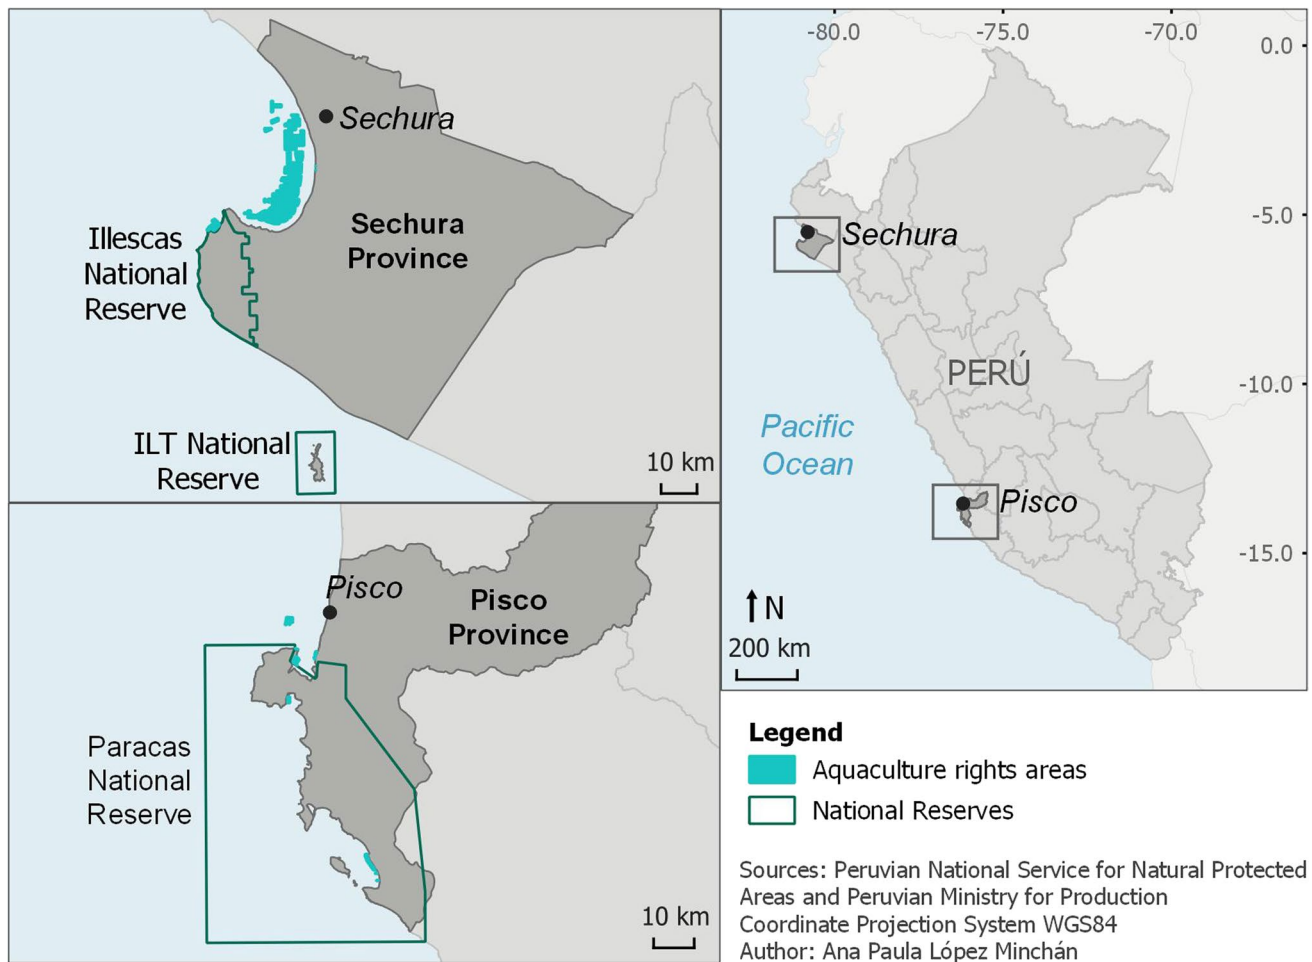 Sechura
Sechura
Province
Illescas
National
Reserve
ILT National
Reserve
10 km
Pisco
Pisco
Province
Paracas
National
Reserve
10 km
-80.0
-75.0
-70.0
0.0
-5.0
Sechura
PERÚ
-10.0
Pacific
Ocean
Pisco
-15.0
N
200 km
Legend
Aquaculture rights areas
National Reserves
Sources: Peruvian National Service for Natural Protected
Areas and Peruvian Ministry for Production
Coordinate Projection System WGS84
Author: Ana Paula López Minchán